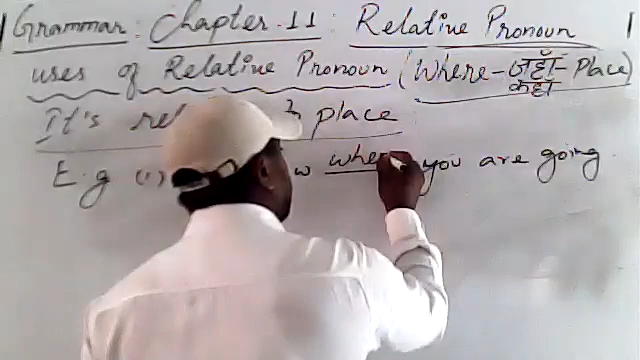 Grammar: Chapter-11: Relative Pronoun
uses of Relative Pronoun (Where-जहाँ Place)
कहाँ
It's rel place
E.g (1) w where you are going